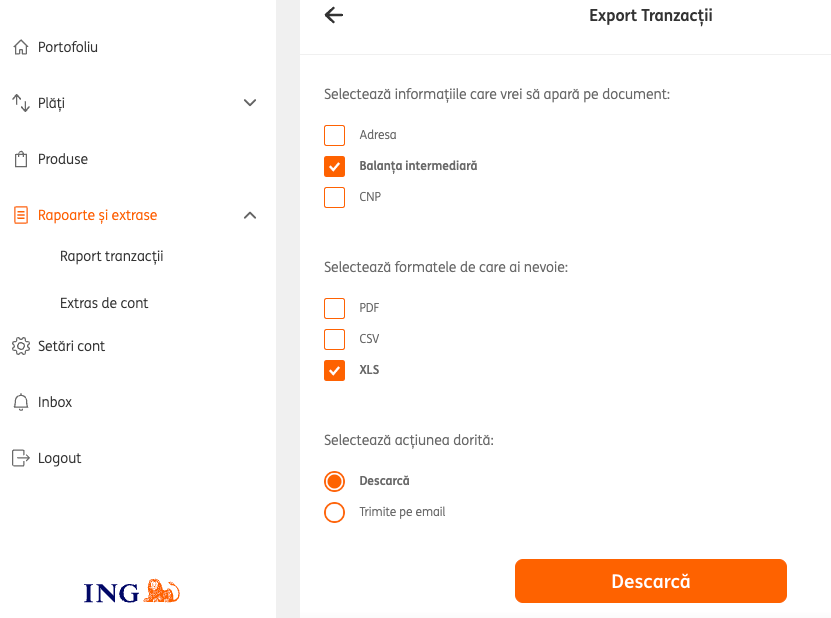 Portofoliu
Plăți
Produse
Rapoarte și extrase
Raport tranzacții
Extras de cont
Setări cont
Inbox
Logout
ING
Export Tranzacții
Selectează informațiile care vrei să apară pe document:
Adresa
Balanța intermediară
CNP
Selectează formatele de care ai nevoie:
PDF
CSV
XLS
Selectează acțiunea dorită:
Descarcă
Trimite pe email
Descarcă